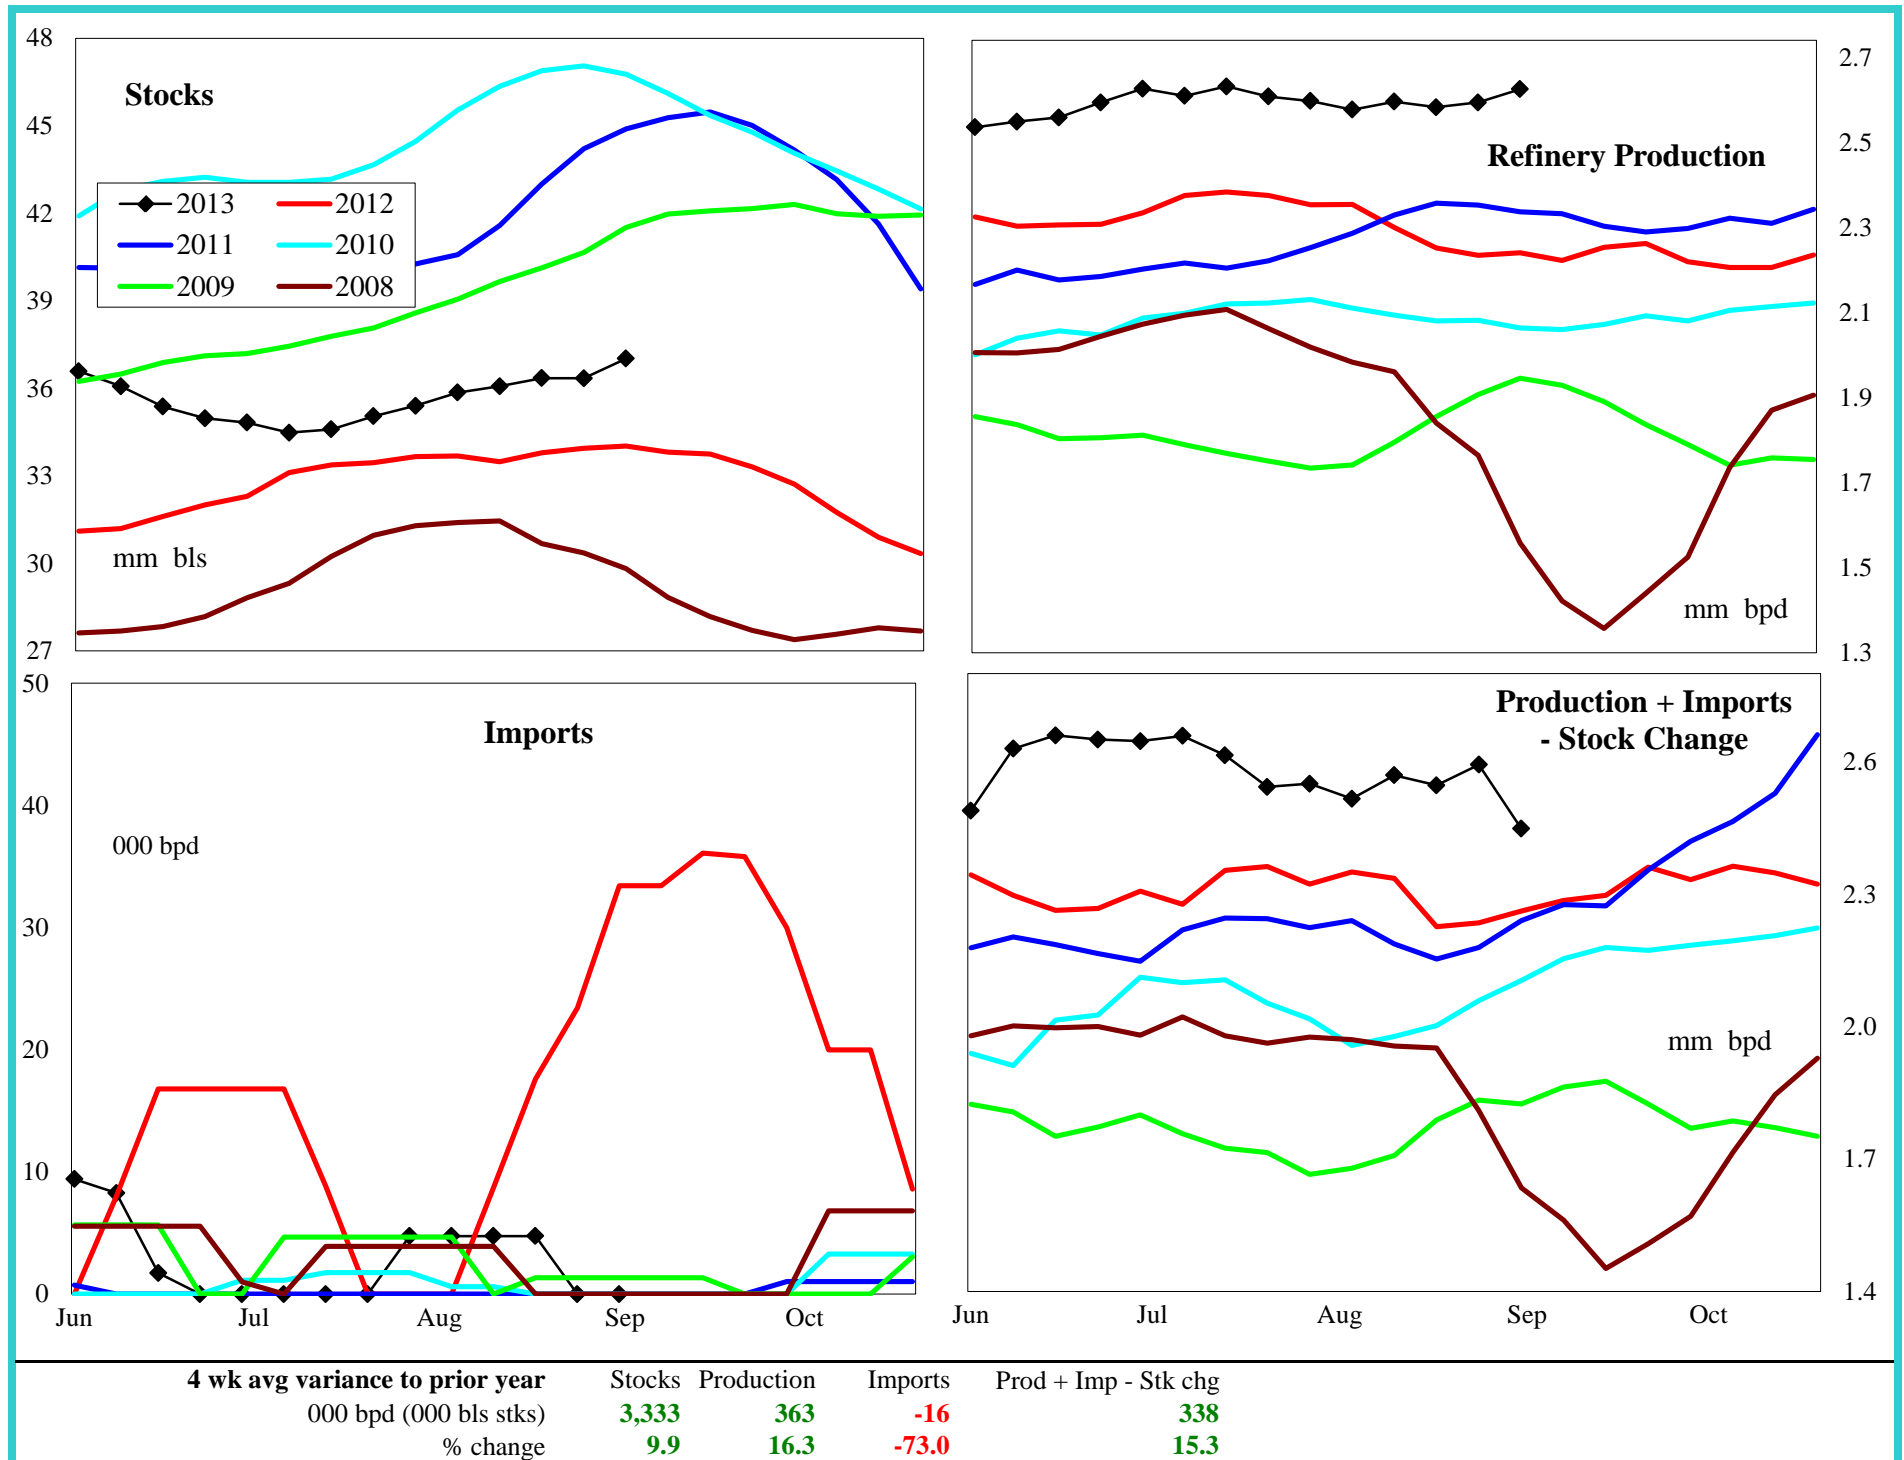 48
45
42
39
36
33
30
27
Stocks
2013 2012
2011 2010
2009 2008
mm bls
2.7
2.5
2.3
2.1
1.9
1.7
1.5
1.3
Refinery Production
mm bpd
50
40
30
20
10
0
Imports
000 bpd
Jun Jul Aug Sep Oct
Production + Imports
- Stock Change
2.6
2.3
2.0
1.7
1.4
mm bpd
Jun Jul Aug Sep Oct
4 wk avg variance to prior year Stocks Production Imports Prod + Imp - Stk chg
000 bpd (000 bls stks) 3,333 363 -16 338
% change 9.9 16.3 -73.0 15.3